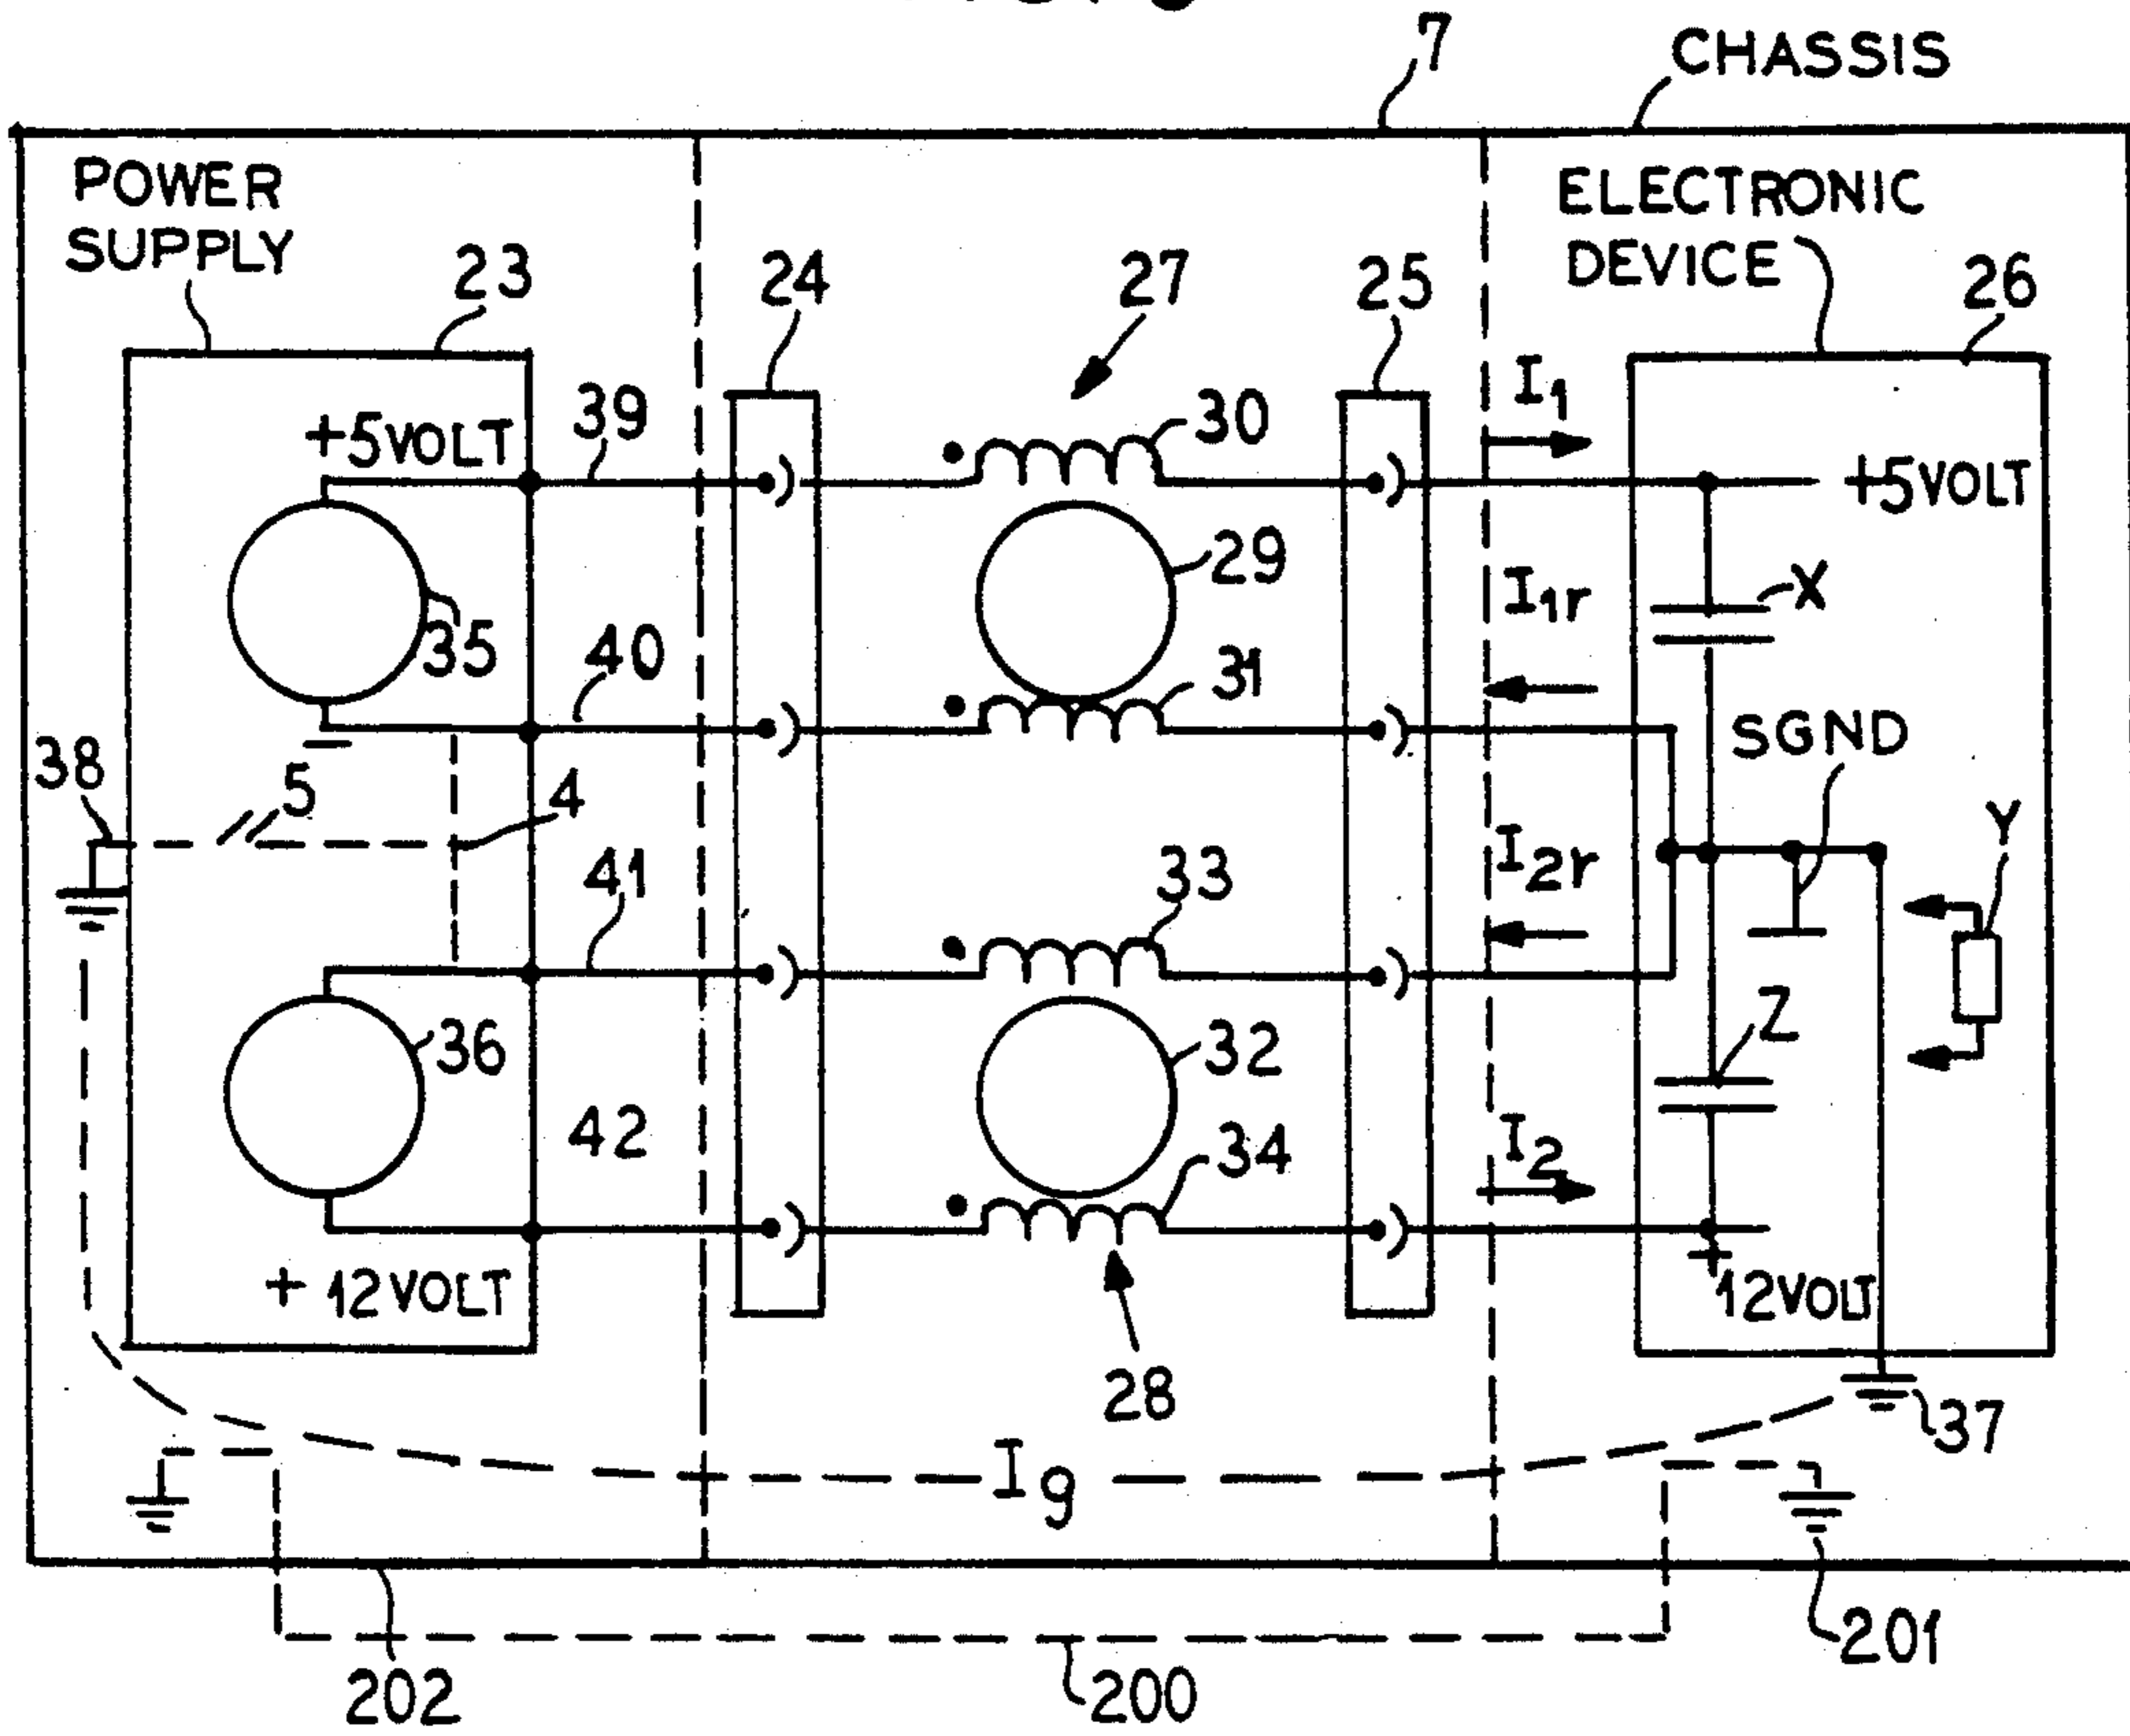 7
CHASSIS
POWER
SUPPLY
23
24
27
25
ELECTRONIC
DEVICE
26
+5VOLT
39
30
I1
+5VOLT
35
40
29
31
I1r
X
38
5
4
SGND
41
33
I2r
Y
36
42
32
34
Z
I2
+ 12VOLT
+
12VOLT
28
37
Ig
202
200
201